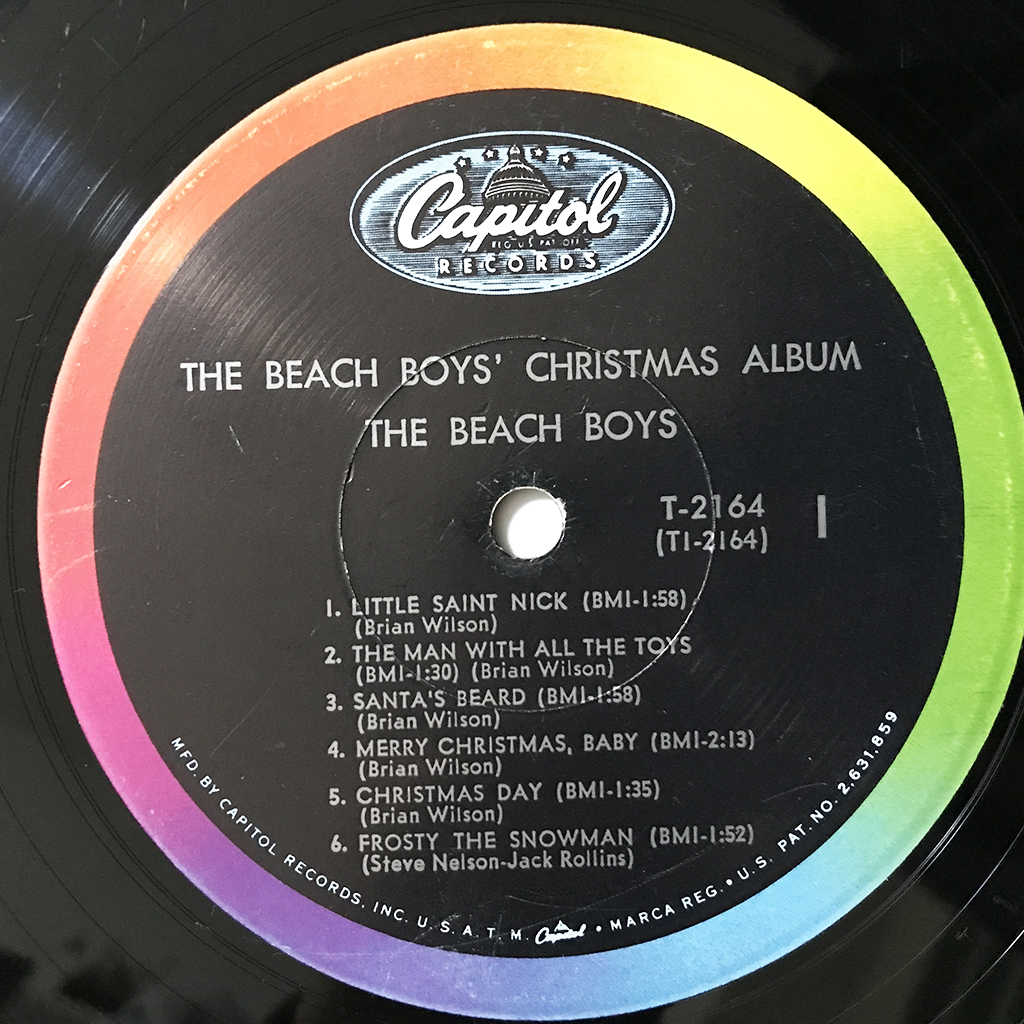 Capitol
REG. U.S. PAT. OFF.
RECORDS
THE BEACH BOYS' CHRISTMAS ALBUM
THE BEACH BOYS
T-2164 I
(T1-2164)
1. LITTLE SAINT NICK (BMI-1:58)
(Brian Wilson)
2. THE MAN WITH ALL THE TOYS
(BMI-1:30) (Brian Wilson)
3. SANTA'S BEARD (BMI-1:58)
(Brian Wilson)
4. MERRY CHRISTMAS, BABY (BMI-2:13)
(Brian Wilson)
5. CHRISTMAS DAY (BMI-1:35)
(Brian Wilson)
6. FROSTY THE SNOWMAN (BMI-1:52)
(Steve Nelson-Jack Rollins)
MFD. BY CAPITOL RECORDS, INC. U. S. A. T. M. Capitol • MARCA REG. • U.S. PAT. NO. 2,631,859